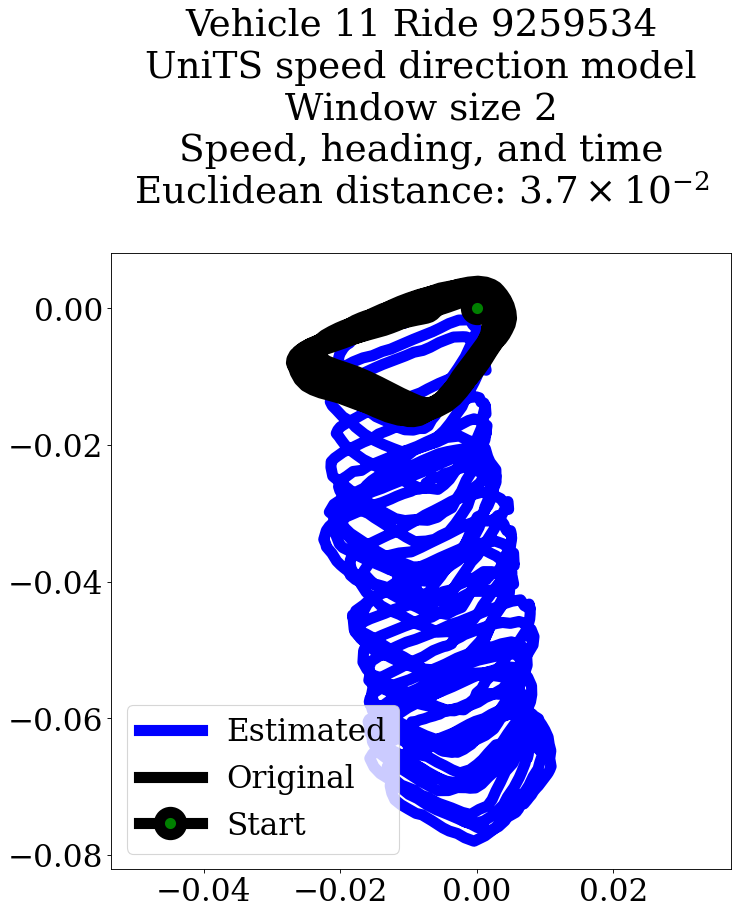 Vehicle 11 Ride 9259534
UniTS speed direction model
Window size 2
Speed, heading, and time
Euclidean distance: 3.7 × 10⁻²
0.00
−0.02
−0.04
−0.06
−0.08
Estimated
Original
Start
−0.04 −0.02 0.00 0.02